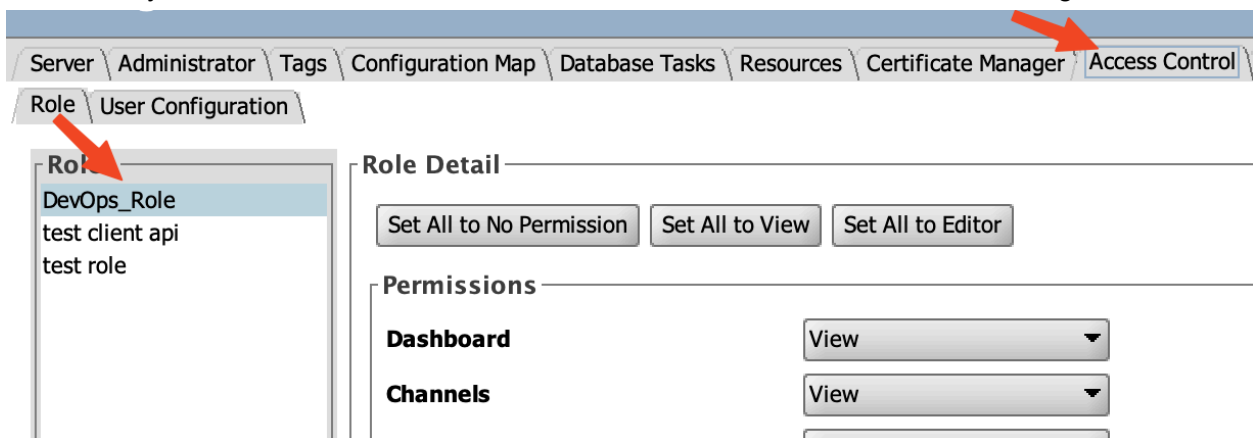 Server Administrator Tags Configuration Map Database Tasks Resources Certificate Manager Access Control
Role User Configuration
Role Detail
DevOps_Role
test client api
test role
Set All to No Permission Set All to View Set All to Editor
Permissions
Dashboard View
Channels View